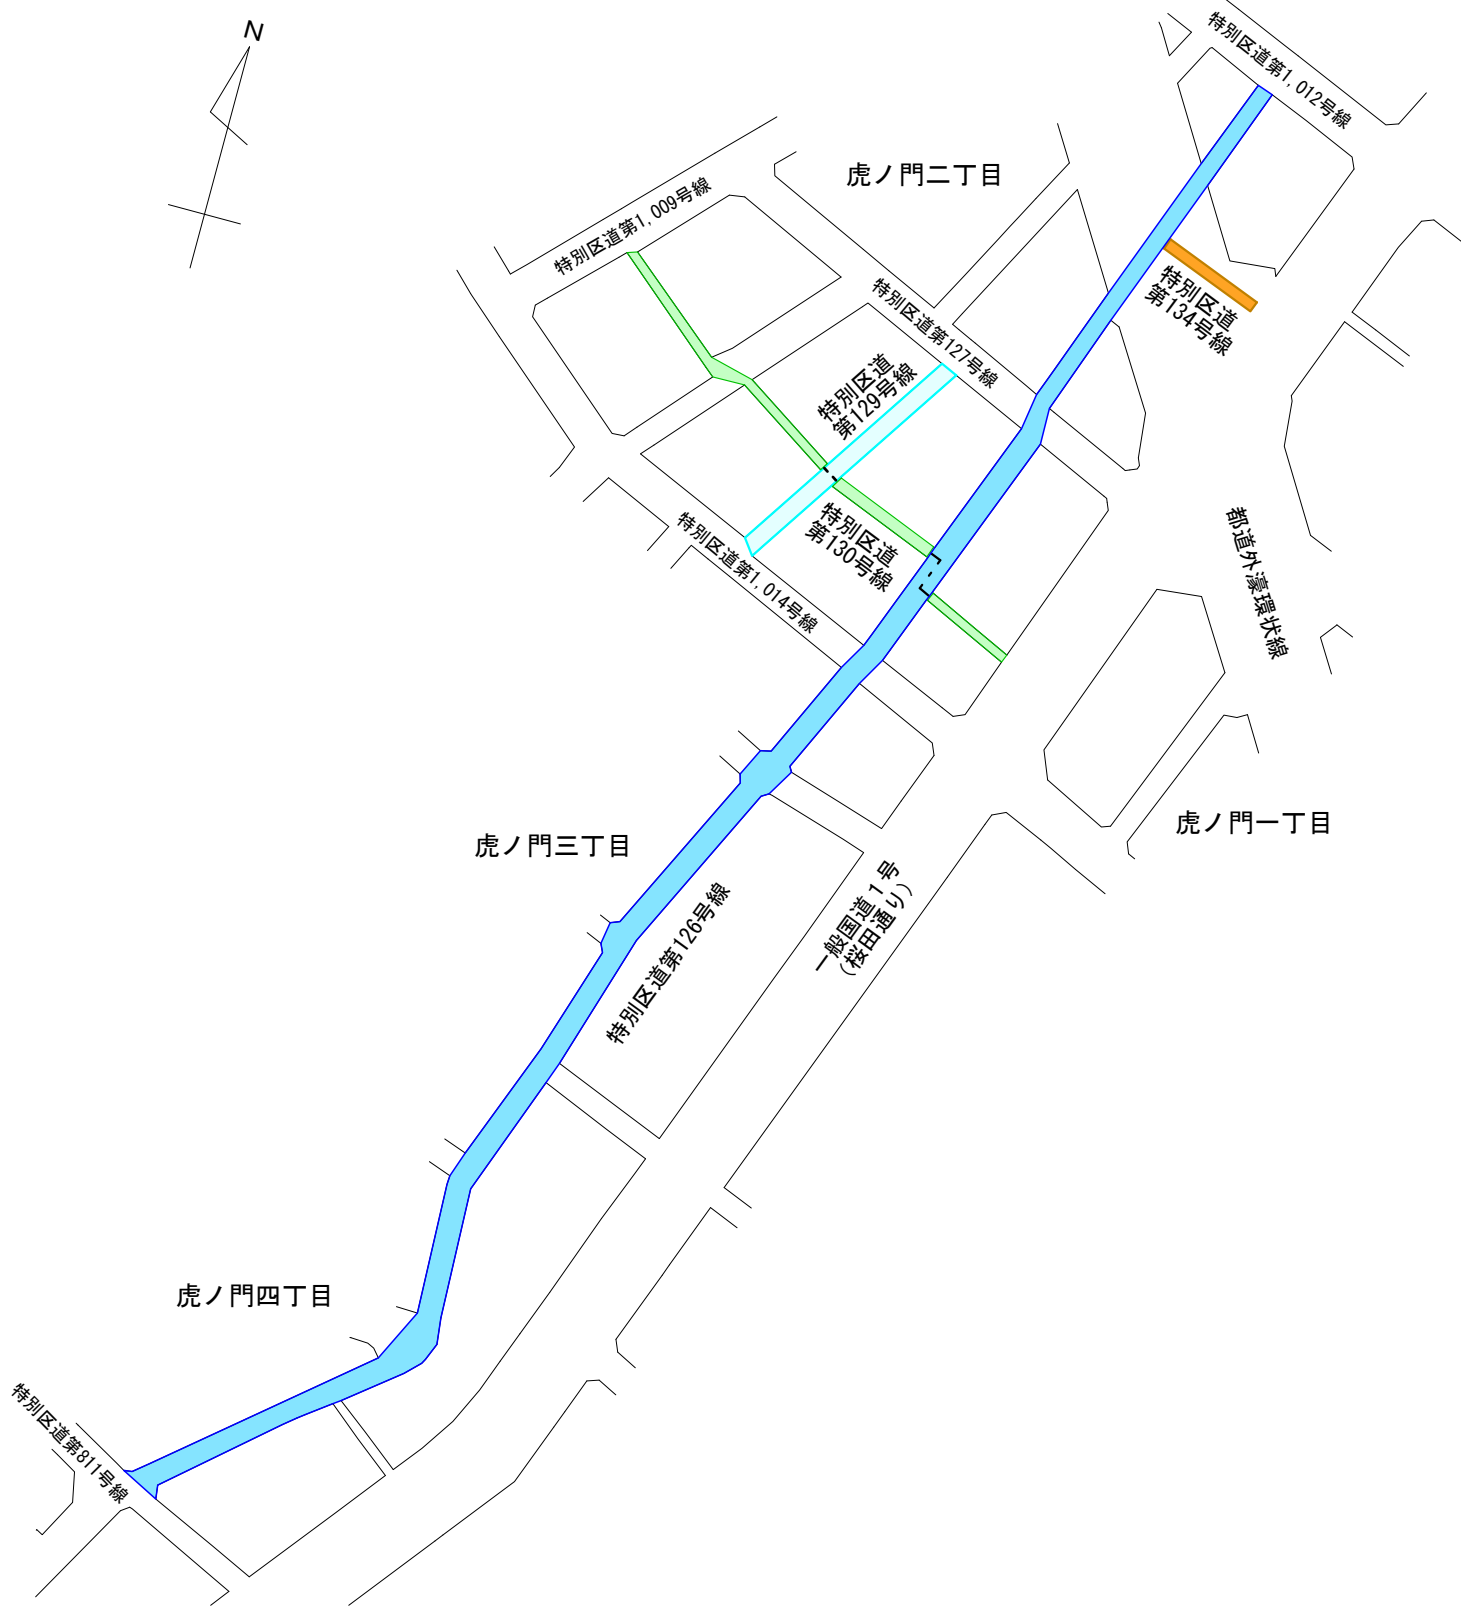 N
特別区道第1,012号線
虎ノ門二丁目
特別区道第1,009号線
特別区道
第134号線
特別区道第127号線
特別区道
第129号線
特別区道
第130号線
特別区道第1,014号線
都道外濠環状線
虎ノ門一丁目
虎ノ門三丁目
一般国道1号
(桜田通り)
特別区道第126号線
虎ノ門四丁目
特別区道第811号線